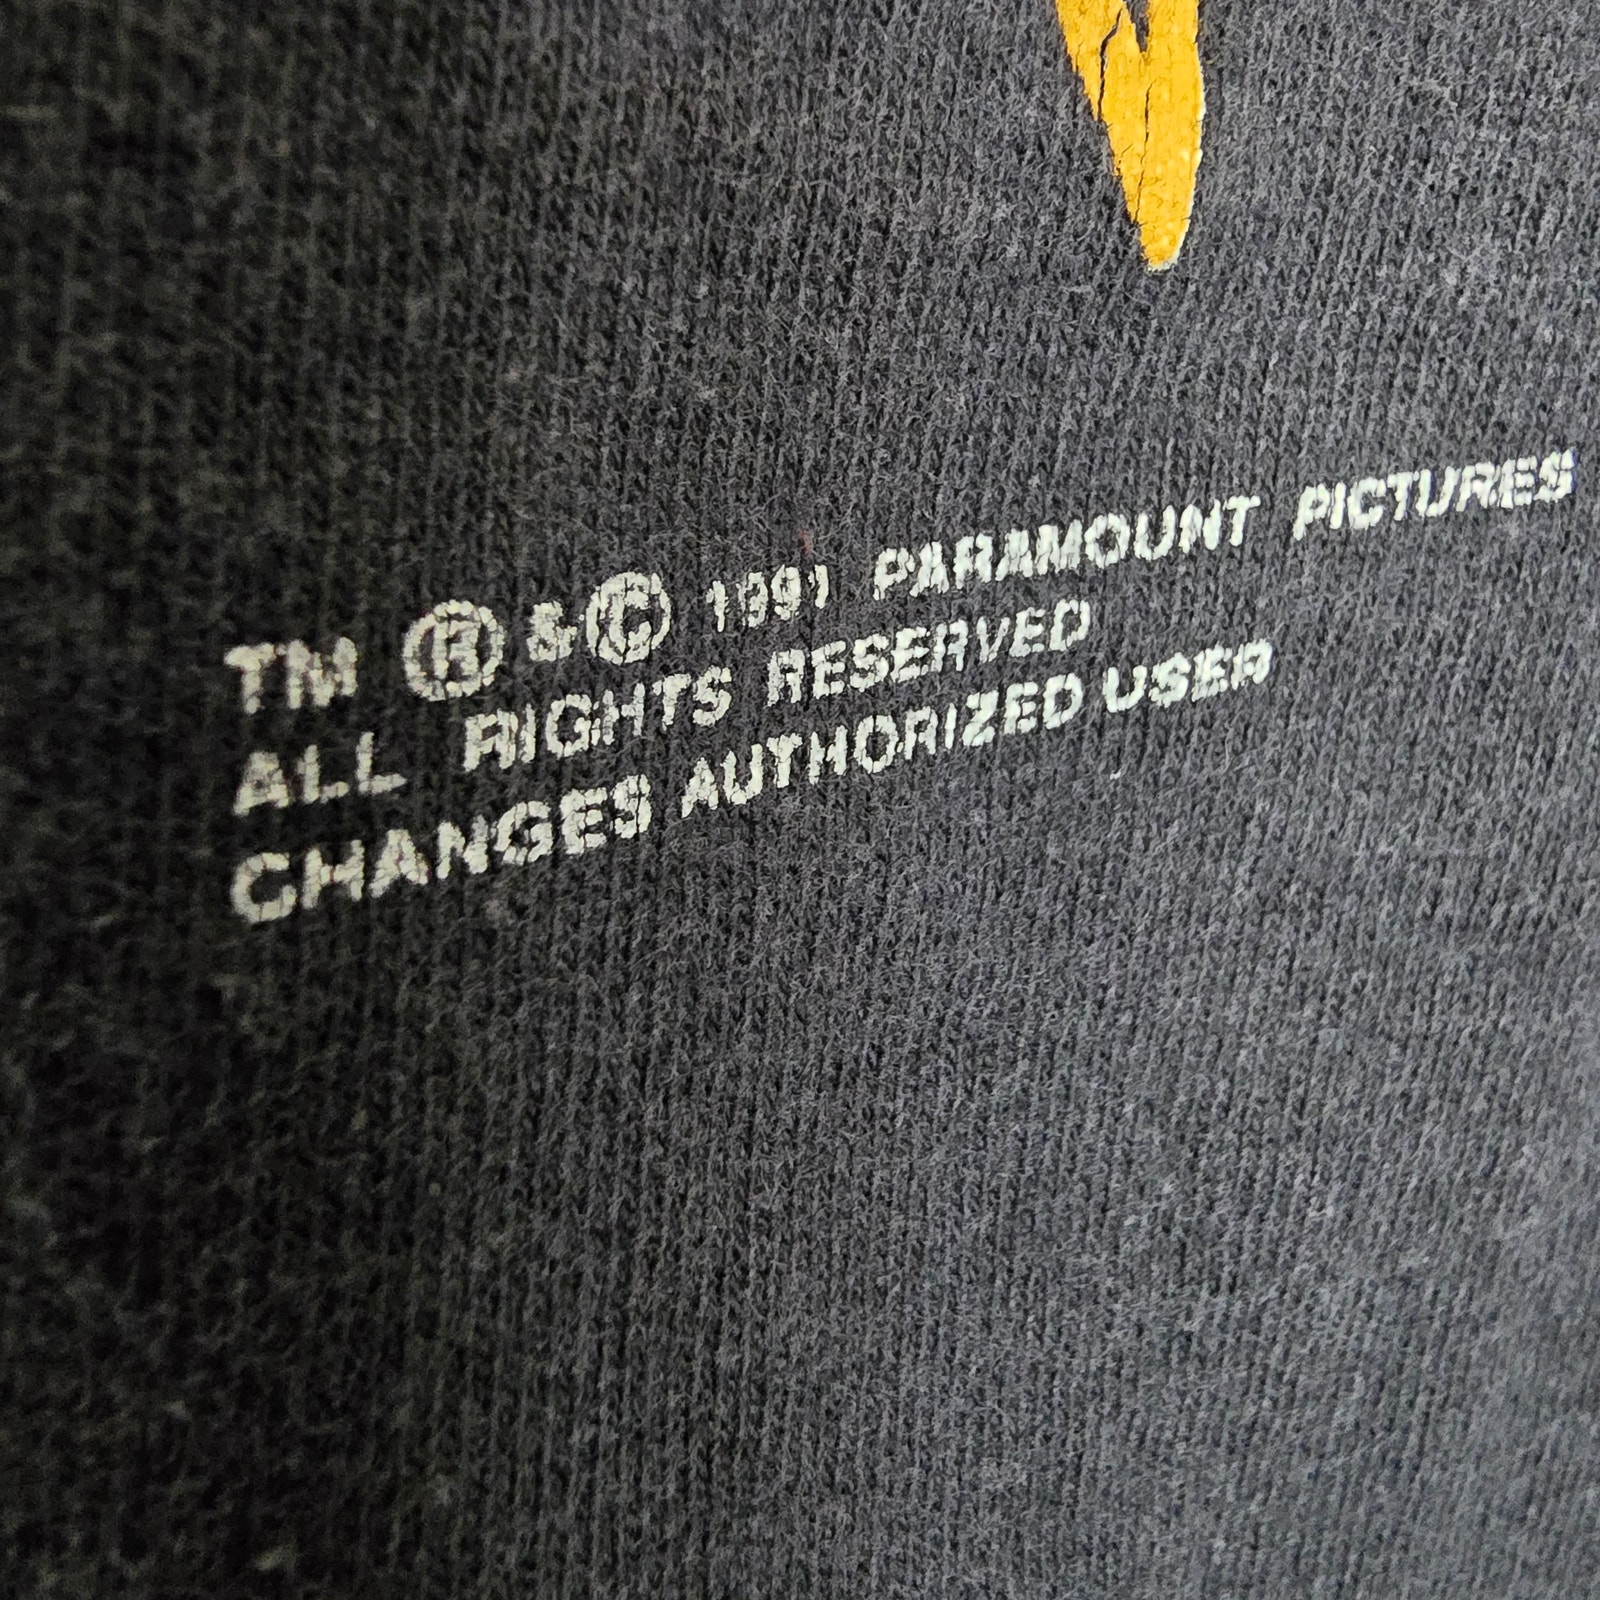 TM ® & © 1991 PARAMOUNT PICTURES
ALL RIGHTS RESERVED
CHANGES AUTHORIZED USER